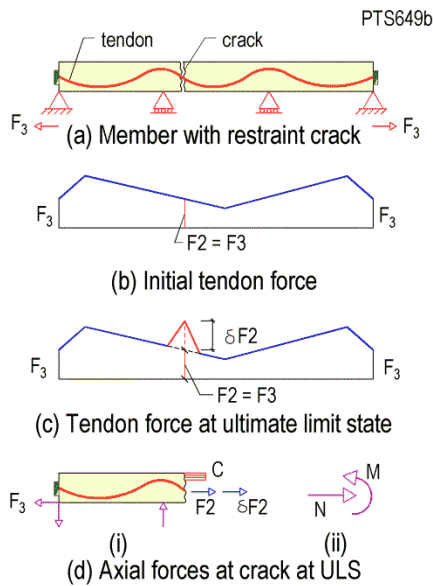 PTS649b
tendon
crack
F3
F3
(a) Member with restraint crack
F3
F3
F2 = F3
(b) Initial tendon force
δF2
F3
F3
F2 = F3
(c) Tendon force at ultimate limit state
C
F3
F2
δF2
M
N
(i)
(ii)
(d) Axial forces at crack at ULS